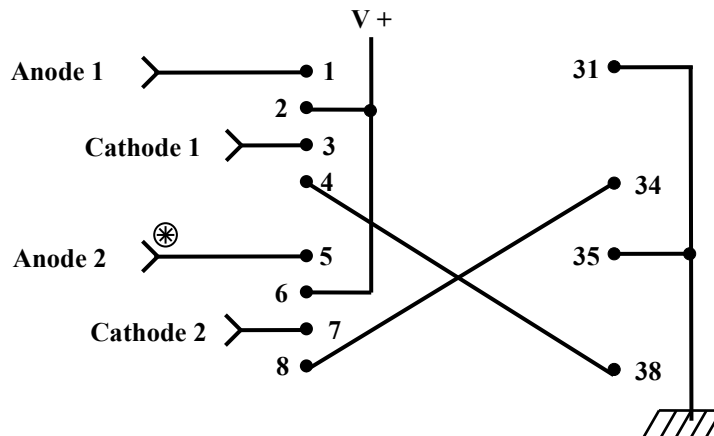 V +
Anode 1 1 31
2
Cathode 1 3
4 34
Anode 2 5 35
6
Cathode 2 7
8 38